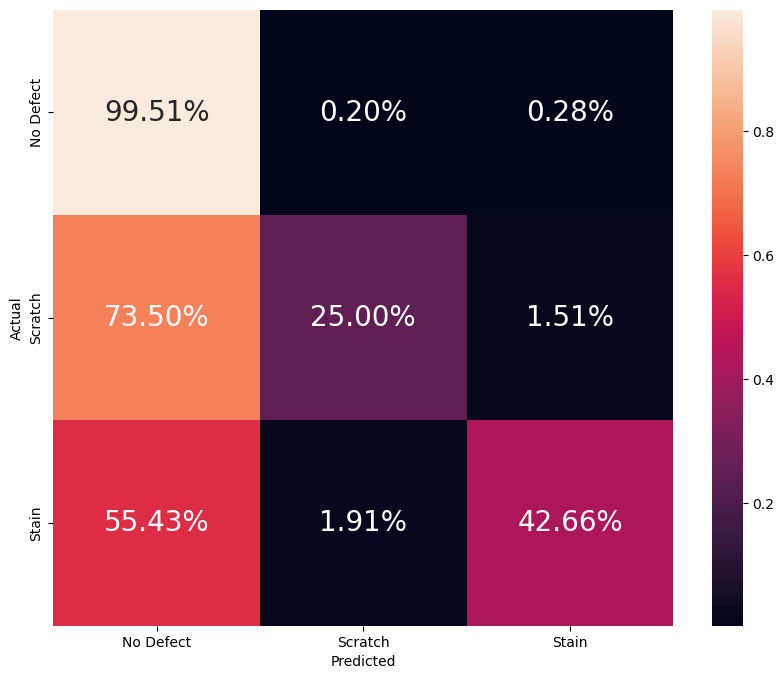 No Defect
99.51%
0.20%
0.28%
0.8
Actual
Scratch
73.50%
25.00%
1.51%
0.6
0.4
Stain
55.43%
1.91%
42.66%
0.2
No Defect
Scratch
Stain
Predicted